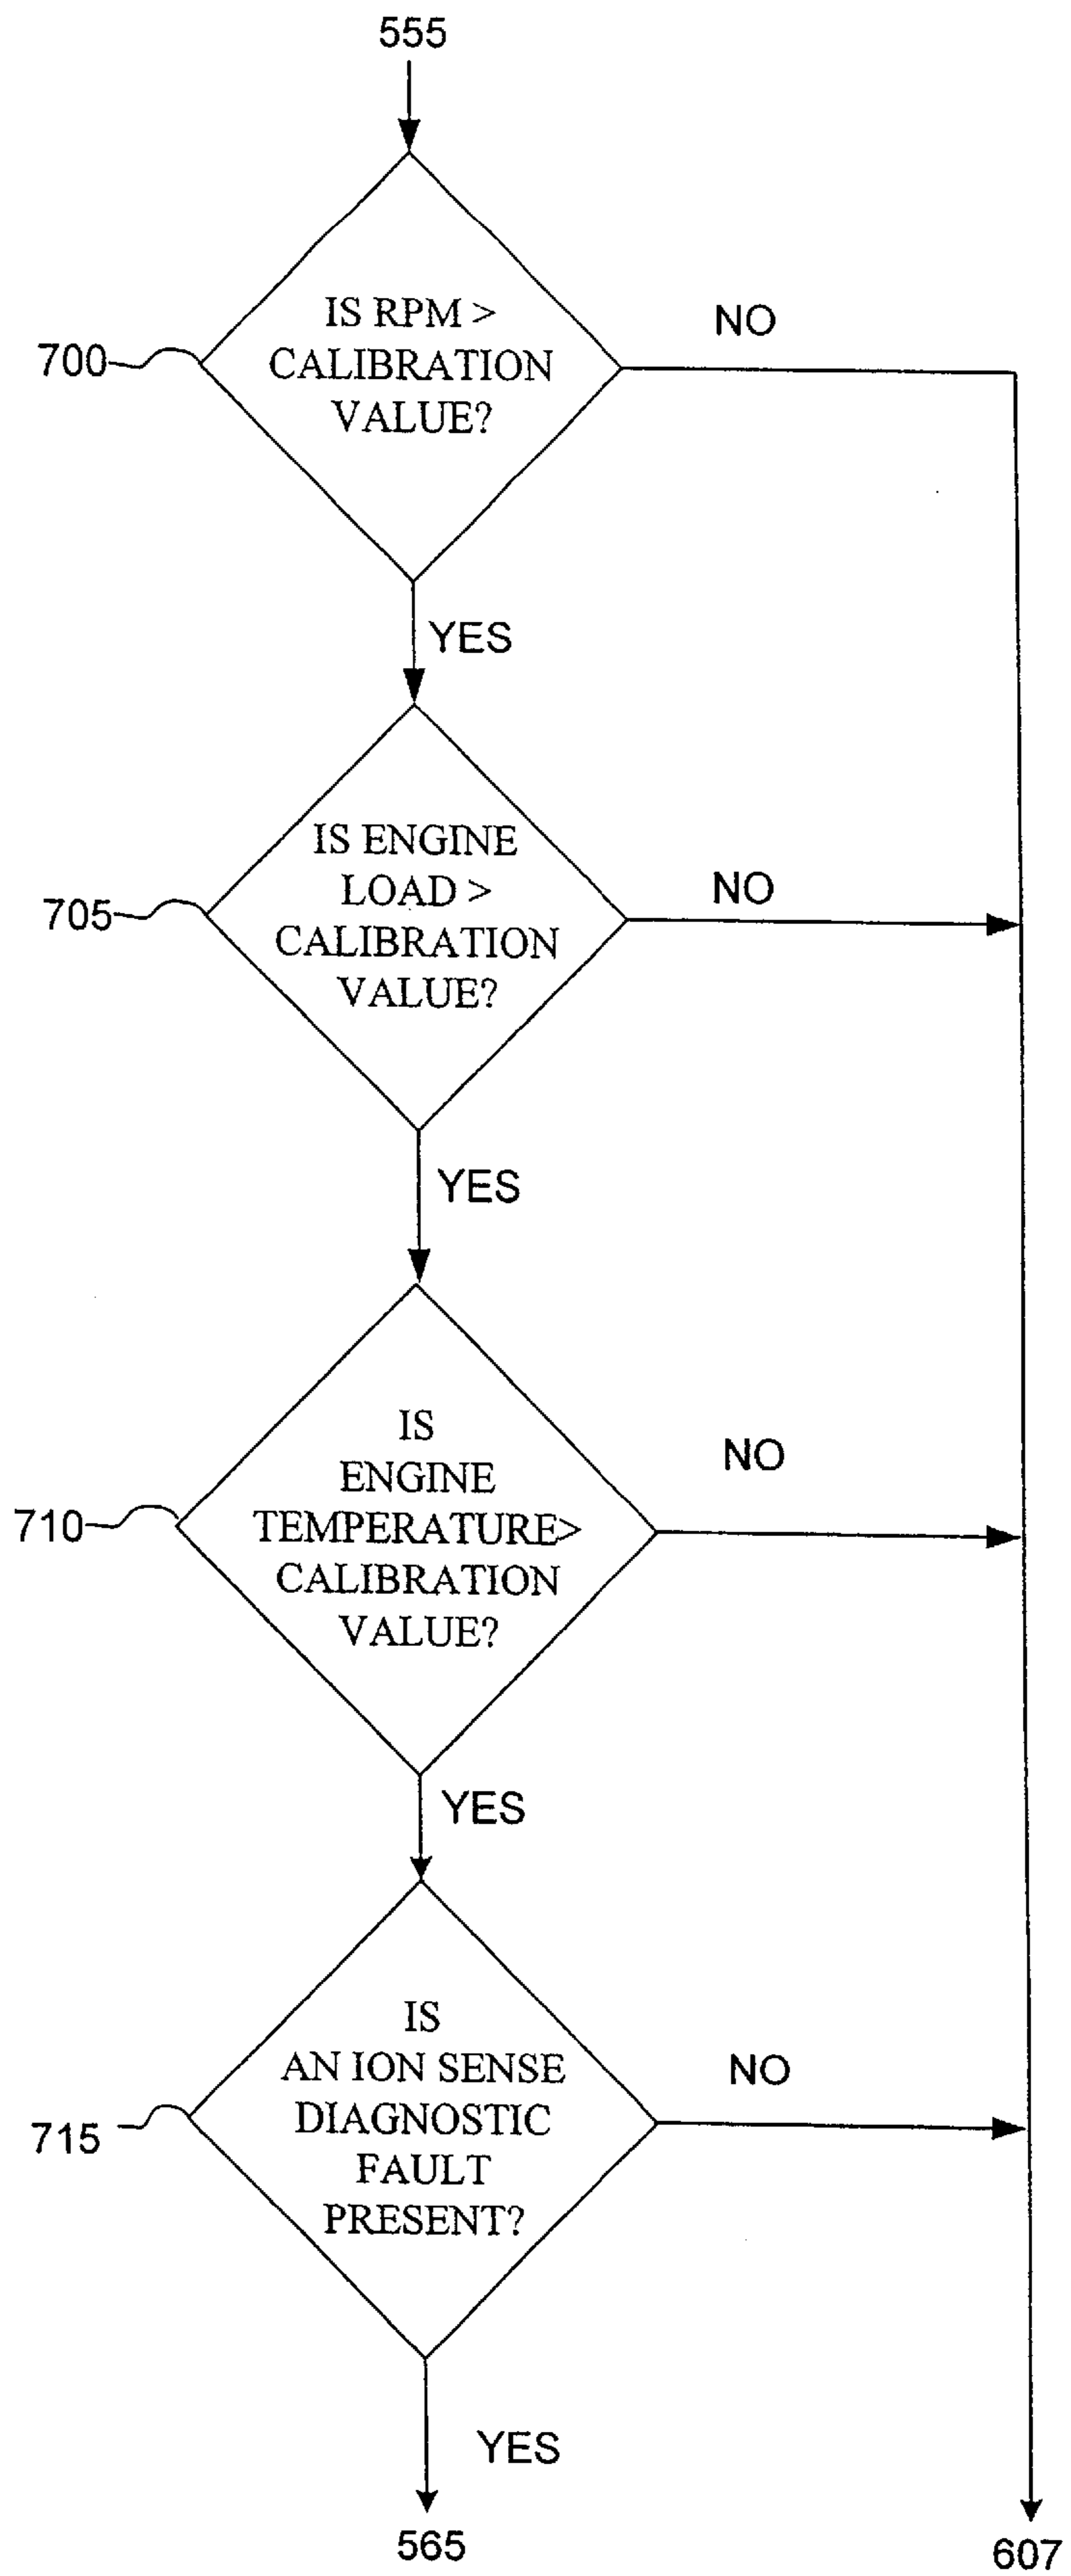 555
IS RPM >
CALIBRATION
VALUE?
700
NO
YES
IS ENGINE
LOAD >
CALIBRATION
VALUE?
705
NO
YES
IS
ENGINE
TEMPERATURE>
CALIBRATION
VALUE?
710
NO
YES
IS
AN ION SENSE
DIAGNOSTIC
FAULT
PRESENT?
715
NO
YES
565
607